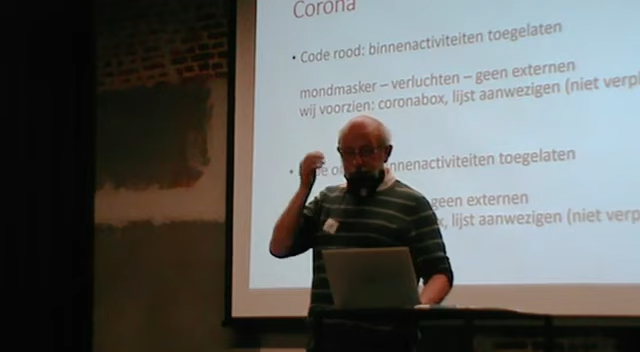 Corona
• Code rood: binnenactiviteiten toegelaten
mondmasker – verluchten – geen externen
wij voorzien: coronabox, lijst aanwezigen (niet verp
• binnenactiviteiten toegelaten
geen externen
lijst aanwezigen (niet verp